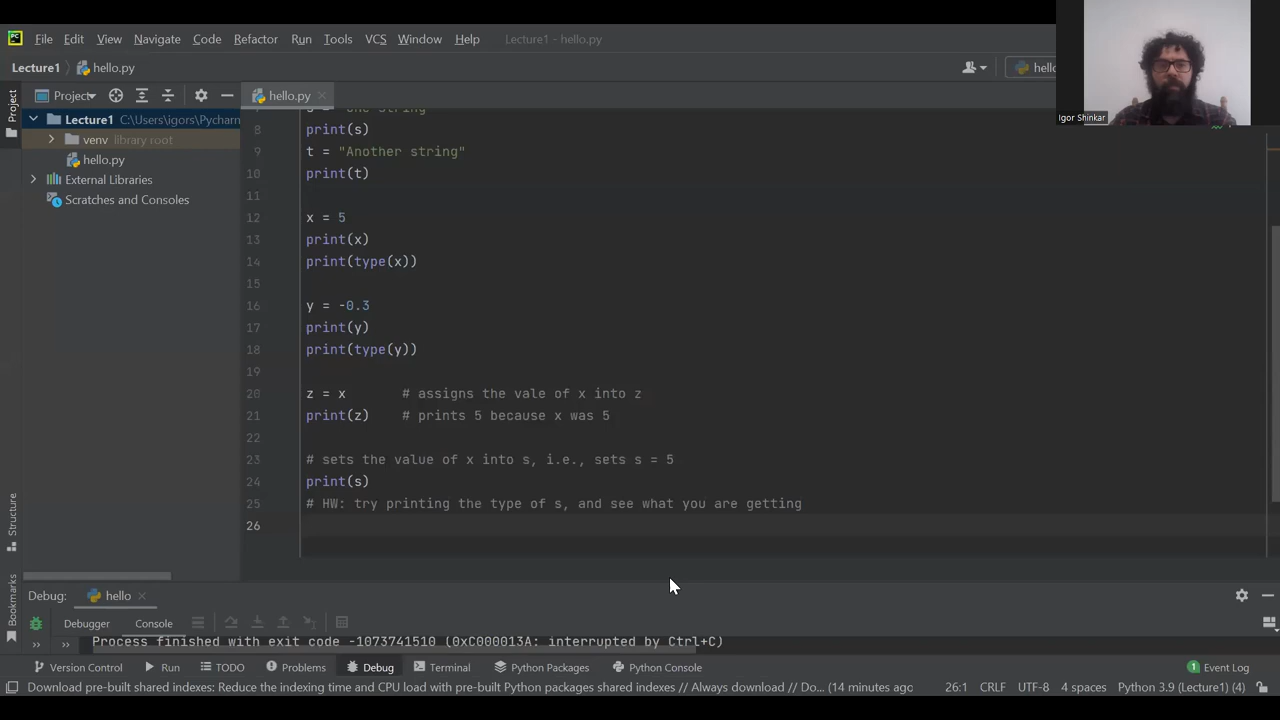 PC File Edit View Navigate Code Refactor Run Tools VCS Window Help Lecture1 - hello.py
Lecture1 hello.py hello
Igor Shinkar
Project
Project hello.py
Lecture1 C:\Users\igors\Pycharm
venv library root
hello.py
External Libraries
Scratches and Consoles
8 print(s)
9 t = "Another string"
10 print(t)
11
12 x = 5
13 print(x)
14 print(type(x))
15
16 y = -0.3
17 print(y)
18 print(type(y))
19
20 z = x # assigns the vale of x into z
21 print(z) # prints 5 because x was 5
22
23 # sets the value of x into s, i.e., sets s = 5
24 print(s)
25 # HW: try printing the type of s, and see what you are getting
26
Structure
Bookmarks
Debug: hello
Debugger Console
Process finished with exit code -1073741510 (0xC000013A: interrupted by Ctrl+C)
Version Control Run TODO Problems Debug Terminal Python Packages Python Console 1 Event Log
Download pre-built shared indexes: Reduce the indexing time and CPU load with pre-built Python packages shared indexes // Always download // Do... (14 minutes ago 26:1 CRLF UTF-8 4 spaces Python 3.9 (Lecture1) (4)